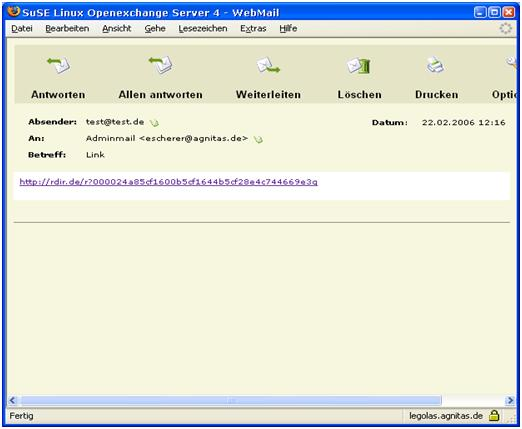 SuSE Linux Openexchange Server 4 - WebMail
Datei Bearbeiten Ansicht Gehe Lesezeichen Extras Hilfe
Antworten Allen antworten Weiterleiten Löschen Drucken Optio
Absender: test@test.de Datum: 22.02.2006 12:16
An: Adminmail <escherer@agnitas.de>
Betreff: Link
http://rdir.de/r?000024a85cf1600b5cf1644b5cf28e4c744669e3q
Fertig legolas.agnitas.de